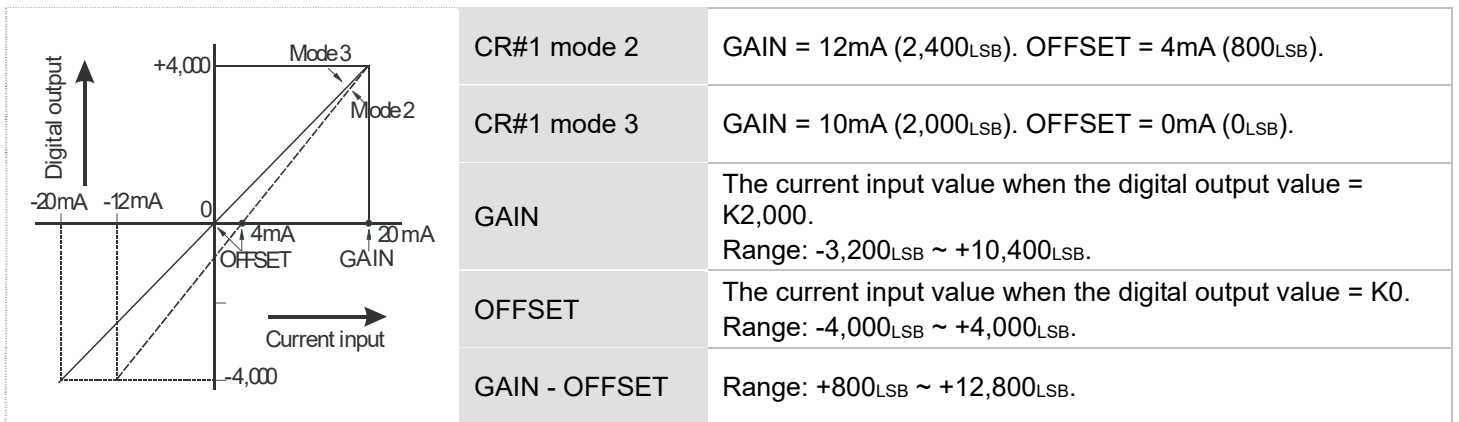 Digital output
+4,000
Mode 3
Mode 2
-20mA
-12mA
0
4mA
20 mA
OFFSET
GAIN
Current input
-4,000
CR#1 mode 2
GAIN = 12mA (2,400LSB). OFFSET = 4mA (800LSB).
CR#1 mode 3
GAIN = 10mA (2,000LSB). OFFSET = 0mA (0LSB).
GAIN
The current input value when the digital output value =
K2,000.
Range: -3,200LSB ~ +10,400LSB.
OFFSET
The current input value when the digital output value = K0.
Range: -4,000LSB ~ +4,000LSB.
GAIN - OFFSET
Range: +800LSB ~ +12,800LSB.